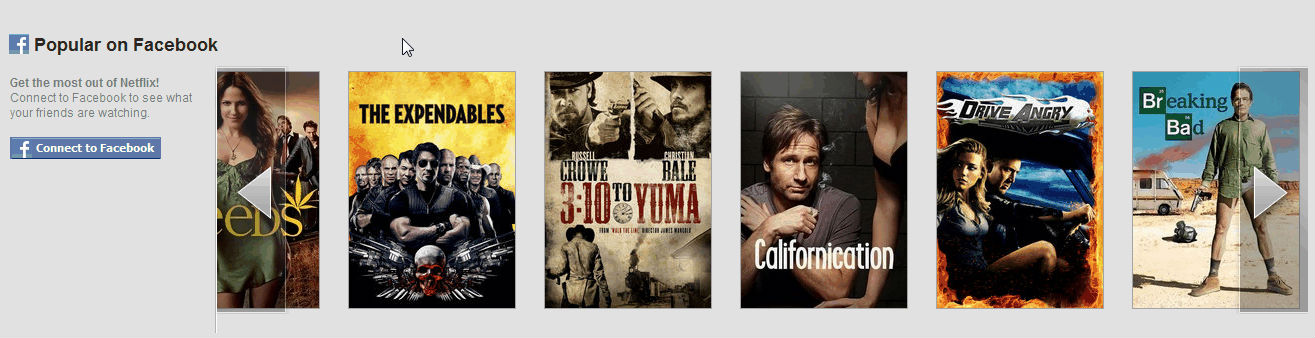 Popular on Facebook
Get the most out of Netflix!
Connect to Facebook to see what
your friends are watching.
Connect to Facebook
eeDs
THE EXPENDABLES
RUSSELL
CROWE
CHRISTIAN
BALE
3:10 TO YUMA
FROM 'WALK THE LINE' DIRECTOR JAMES MANGOLD
Californication
DRIVE ANGRY
Breaking
Bad